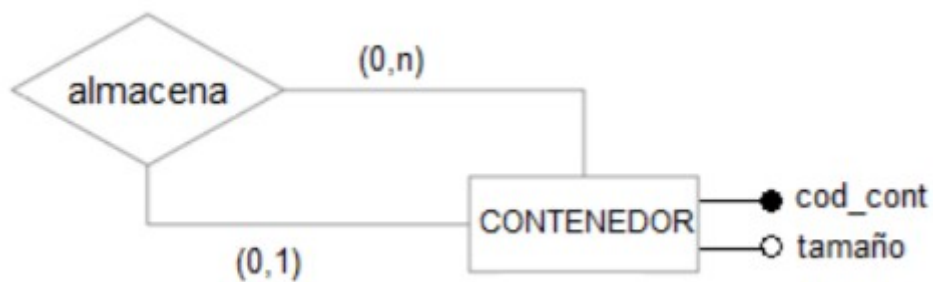 (0,n)
almacena
cod_cont
CONTENEDOR
tamaño
(0,1)